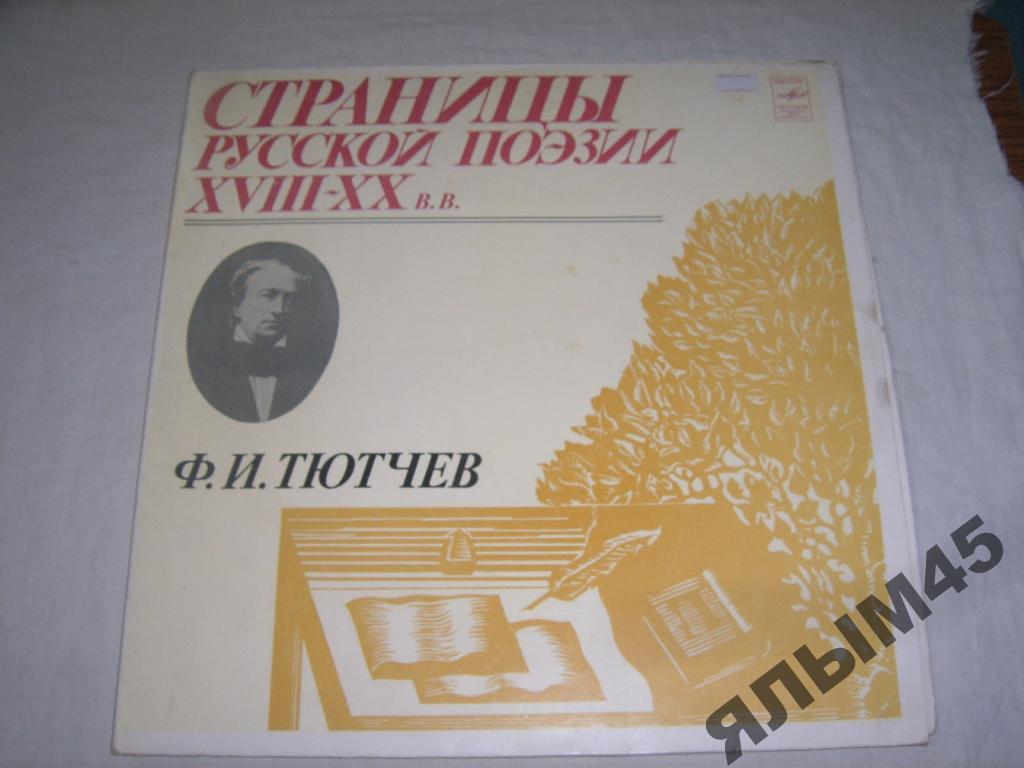 СТРАНИЦЫ
РУССКОЙ ПОЭЗИИ
XVIII-XX В.В.
Ф. И. ТЮТЧЕВ
ЯЛЫМ45